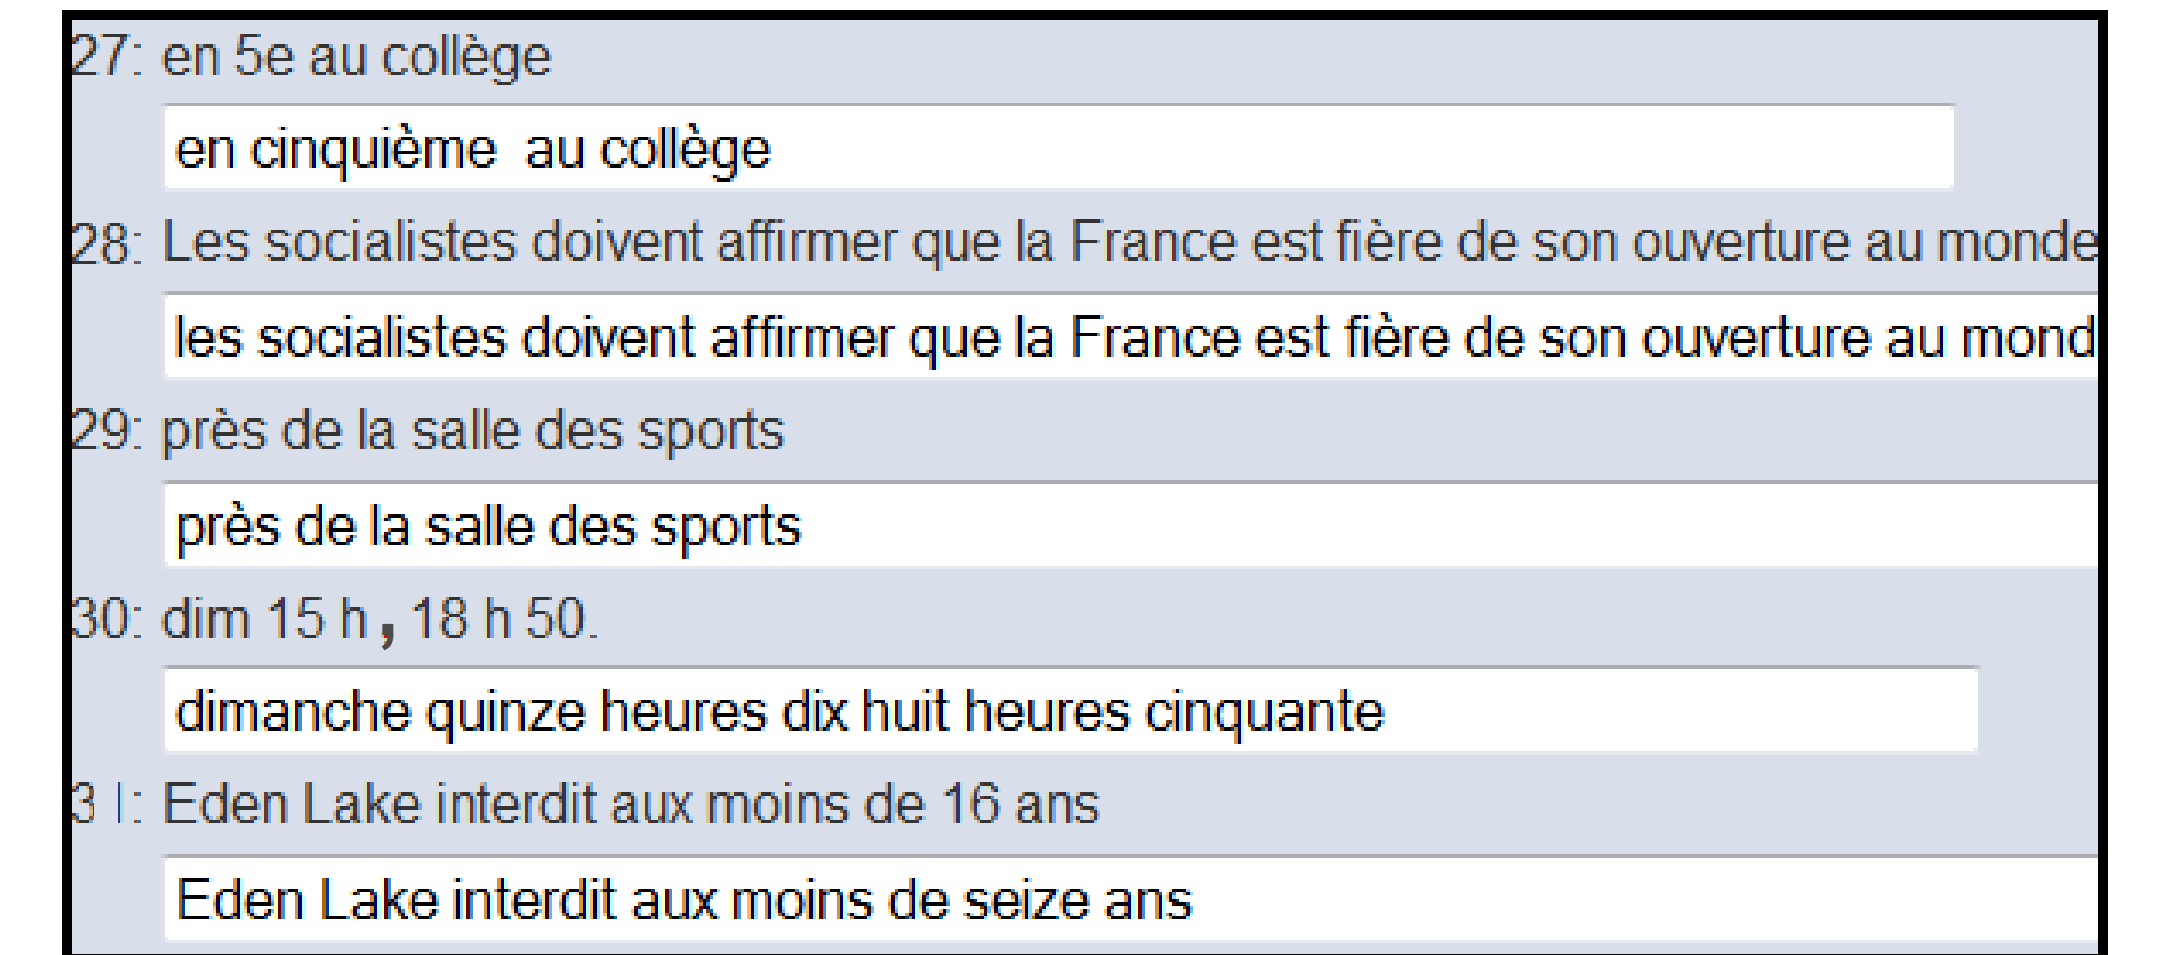 27: en 5e au collège
en cinquième  au collège
28: Les socialistes doivent affirmer que la France est fière de son ouverture au monde
les socialistes doivent affirmer que la France est fière de son ouverture au mond
29: près de la salle des sports
près de la salle des sports
30: dim 15 h , 18 h 50.
dimanche quinze heures dix huit heures cinquante
31: Eden Lake interdit aux moins de 16 ans
Eden Lake interdit aux moins de seize ans